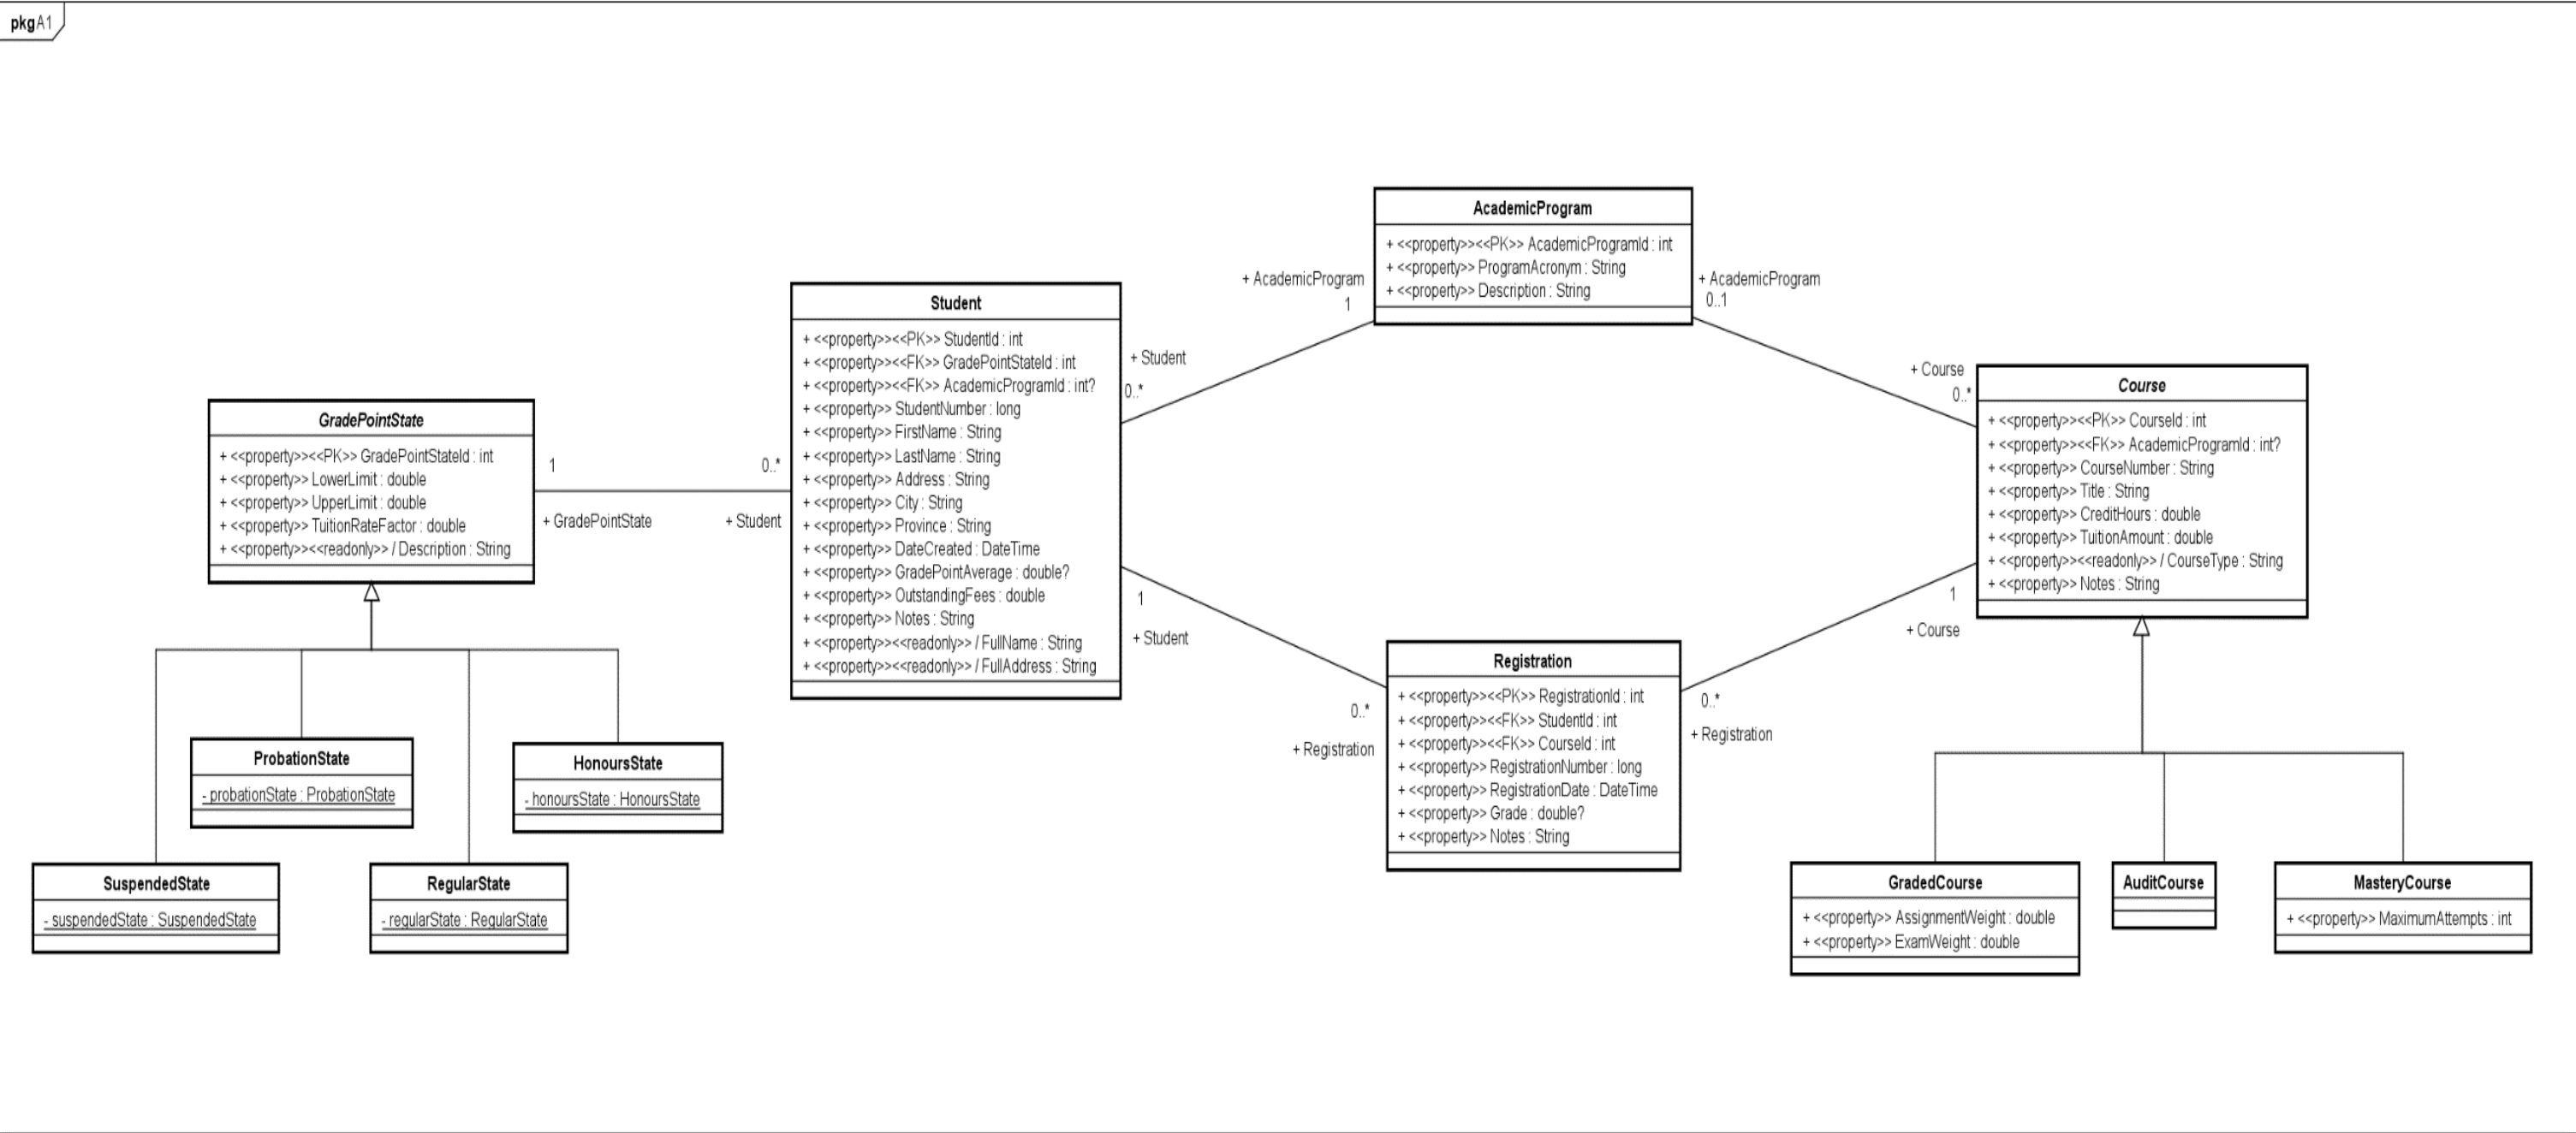 pkg A1
AcademicProgram
+ <<property>><<PK>> AcademicProgramId : int
+ <<property>> ProgramAcronym : String
+ <<property>> Description : String
+ AcademicProgram
1
+ AcademicProgram
0..1
Student
+ <<property>><<PK>> StudentId : int
+ <<property>><<FK>> GradePointStateId : int
+ <<property>><<FK>> AcademicProgramId : int?
+ <<property>> StudentNumber : long
+ <<property>> FirstName : String
+ <<property>> LastName : String
+ <<property>> Address : String
+ <<property>> City : String
+ <<property>> Province : String
+ <<property>> DateCreated : DateTime
+ <<property>> GradePointAverage : double?
+ <<property>> OutstandingFees : double
+ <<property>> Notes : String
+ <<property>><<readonly>> / FullName : String
+ <<property>><<readonly>> / FullAddress : String
+ Student
0..*
+ Course
0..*
Course
+ <<property>><<PK>> CourseId : int
+ <<property>><<FK>> AcademicProgramId : int?
+ <<property>> CourseNumber : String
+ <<property>> Title : String
+ <<property>> CreditHours : double
+ <<property>> TuitionAmount : double
+ <<property>><<readonly>> / CourseType : String
+ <<property>> Notes : String
GradePointState
+ <<property>><<PK>> GradePointStateId : int
+ <<property>> LowerLimit : double
+ <<property>> UpperLimit : double
+ <<property>> TuitionRateFactor : double
+ <<property>><<readonly>> / Description : String
1
0..*
+ GradePointState
+ Student
1
+ Student
1
+ Course
Registration
+ <<property>><<PK>> RegistrationId : int
+ <<property>><<FK>> StudentId : int
+ <<property>><<FK>> CourseId : int
+ <<property>> RegistrationNumber : long
+ <<property>> RegistrationDate : DateTime
+ <<property>> Grade : double?
+ <<property>> Notes : String
0..*
+ Registration
0..*
+ Registration
ProbationState
- probationState : ProbationState
HonoursState
- honoursState : HonoursState
SuspendedState
- suspendedState : SuspendedState
RegularState
- regularState : RegularState
GradedCourse
+ <<property>> AssignmentWeight : double
+ <<property>> ExamWeight : double
AuditCourse
MasteryCourse
+ <<property>> MaximumAttempts : int